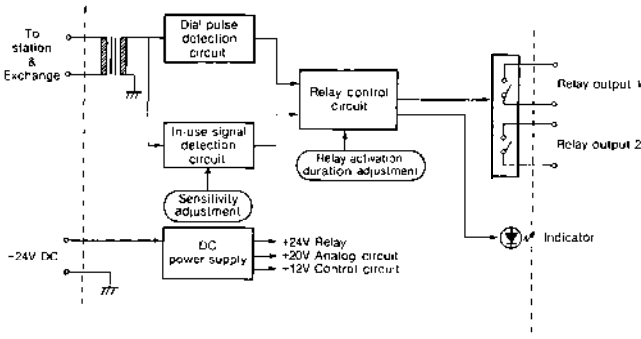 To
station
&
Exchange
Dial pulse
detection
circuit
In-use signal
detection
circuit
Sensitivity
adjustment
Relay control
circuit
Relay activation
duration adjustment
Relay output 1
Relay output 2
Indicator
-24V DC
DC
power supply
+24V Relay
+20V Analog circuit
+12V Control circuit